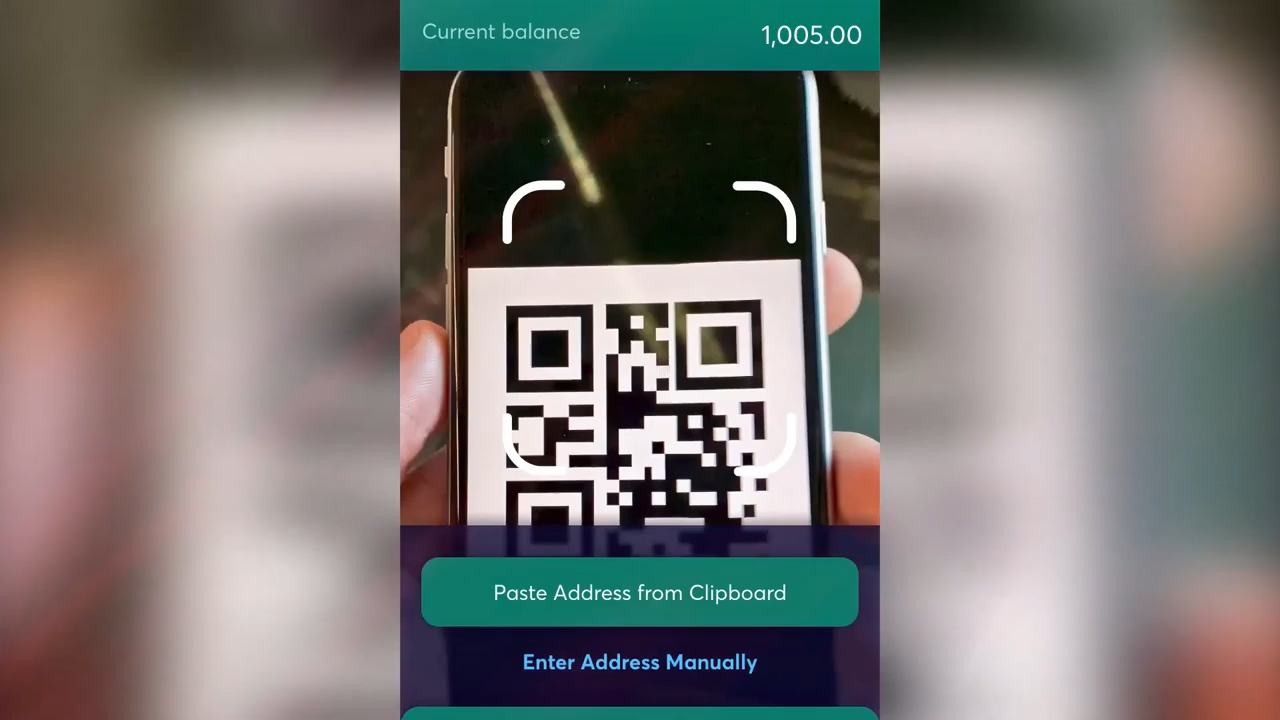 Current balance
1,005.00
Paste Address from Clipboard
Enter Address Manually